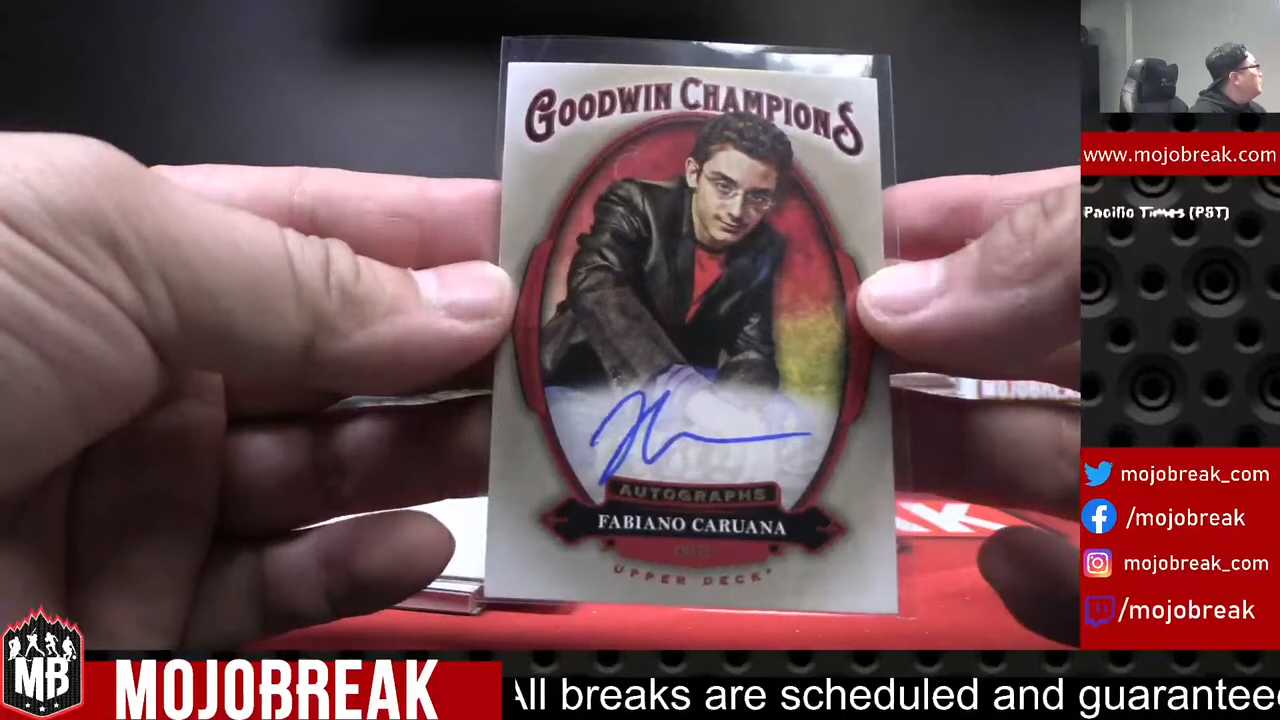 GOODWIN CHAMPIONS
AUTOGRAPHS
FABIANO CARUANA
UPPER DECK
www.mojobreak.com
Pacific Times (PST)
mojobreak_com
/mojobreak
mojobreak_com
/mojobreak
MB
MOJOBREAK
All breaks are scheduled and guarantee